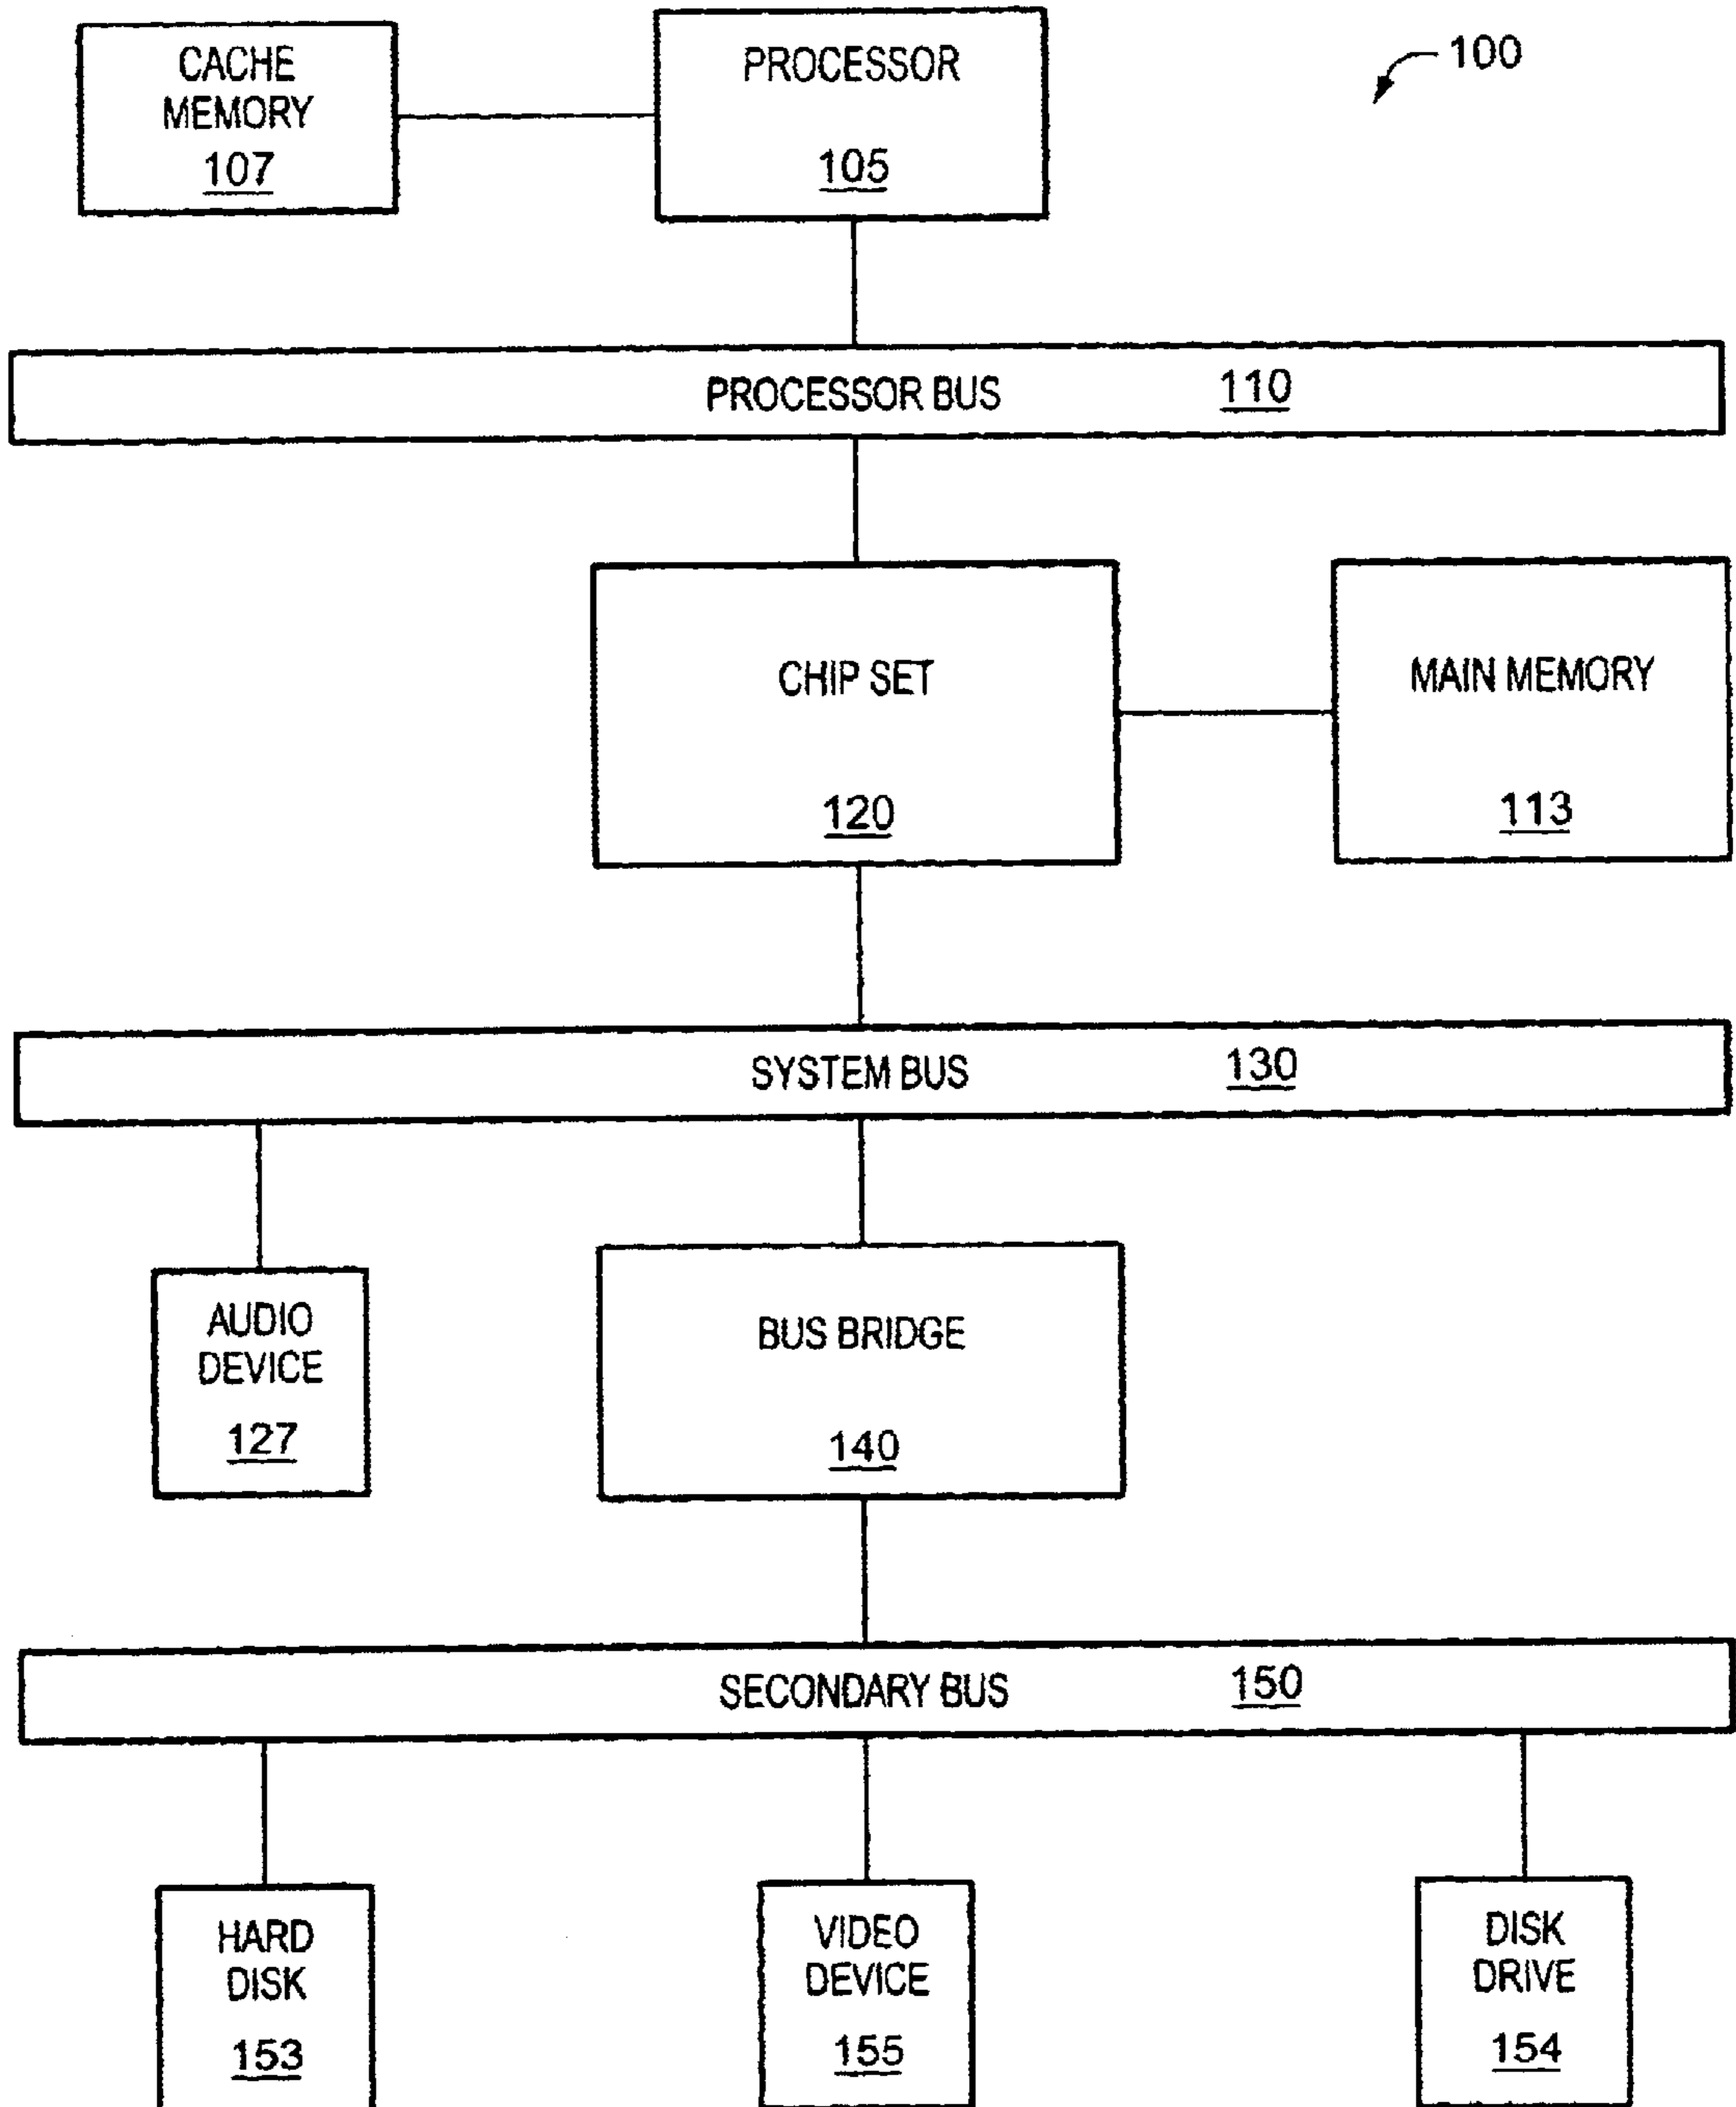 CACHE
MEMORY
107
PROCESSOR
105
100
PROCESSOR BUS 110
CHIP SET
120
MAIN MEMORY
113
SYSTEM BUS 130
AUDIO
DEVICE
127
BUS BRIDGE
140
SECONDARY BUS 150
HARD
DISK
153
VIDEO
DEVICE
155
DISK
DRIVE
154